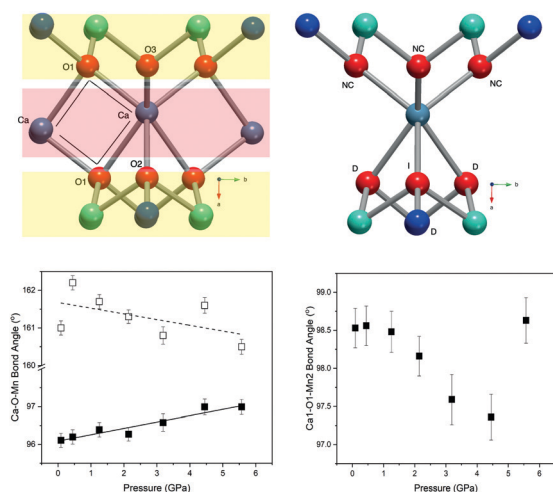 O1
O3
Ca
Ca
O1
O2
b
a
NC
NC
NC
D
I
D
D
b
a
Ca-O-Mn Bond Angle (°)
162
161
160
97
96
0 1 2 3 4 5 6
Pressure (GPa)
Ca1-O1-Mn2 Bond Angle (°)
99.0
98.5
98.0
97.5
97.0
0 1 2 3 4 5 6
Pressure (GPa)